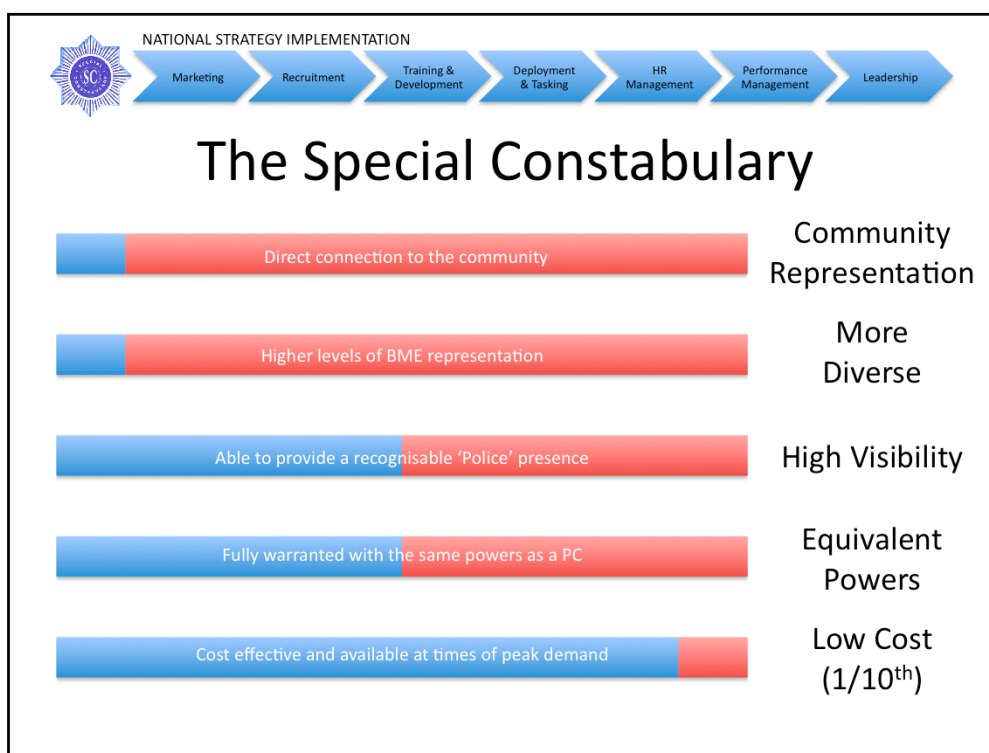 NATIONAL STRATEGY IMPLEMENTATION
SPECIAL
SC
CONSTABULARY
Marketing
Recruitment
Training &
Development
Deployment
& Tasking
HR
Management
Performance
Management
Leadership
The Special Constabulary
Direct connection to the community
Community
Representation
Higher levels of BME representation
More
Diverse
Able to provide a recognisable ‘Police’ presence
High Visibility
Fully warranted with the same powers as a PC
Equivalent
Powers
Cost effective and available at times of peak demand
Low Cost
(1/10th)